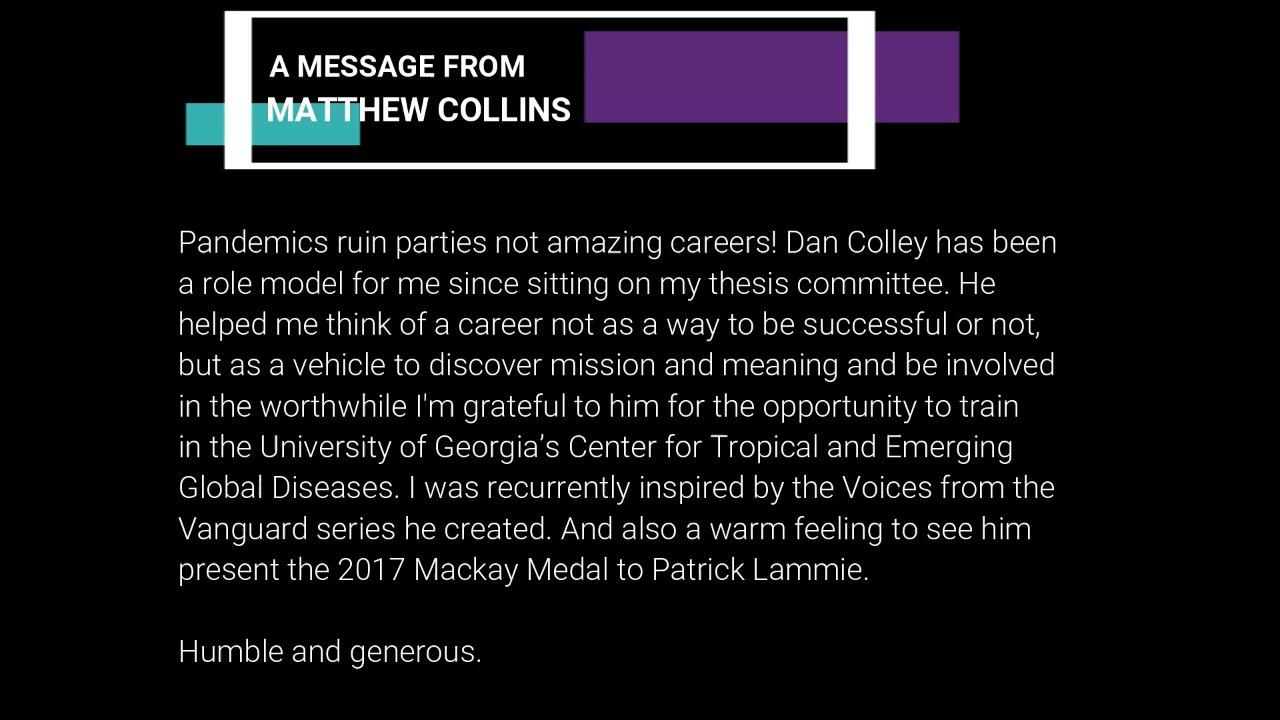 A MESSAGE FROM
MATTHEW COLLINS
Pandemics ruin parties not amazing careers! Dan Colley has been
a role model for me since sitting on my thesis committee. He
helped me think of a career not as a way to be successful or not,
but as a vehicle to discover mission and meaning and be involved
in the worthwhile I'm grateful to him for the opportunity to train
in the University of Georgia’s Center for Tropical and Emerging
Global Diseases. I was recurrently inspired by the Voices from the
Vanguard series he created. And also a warm feeling to see him
present the 2017 Mackay Medal to Patrick Lammie.
Humble and generous.